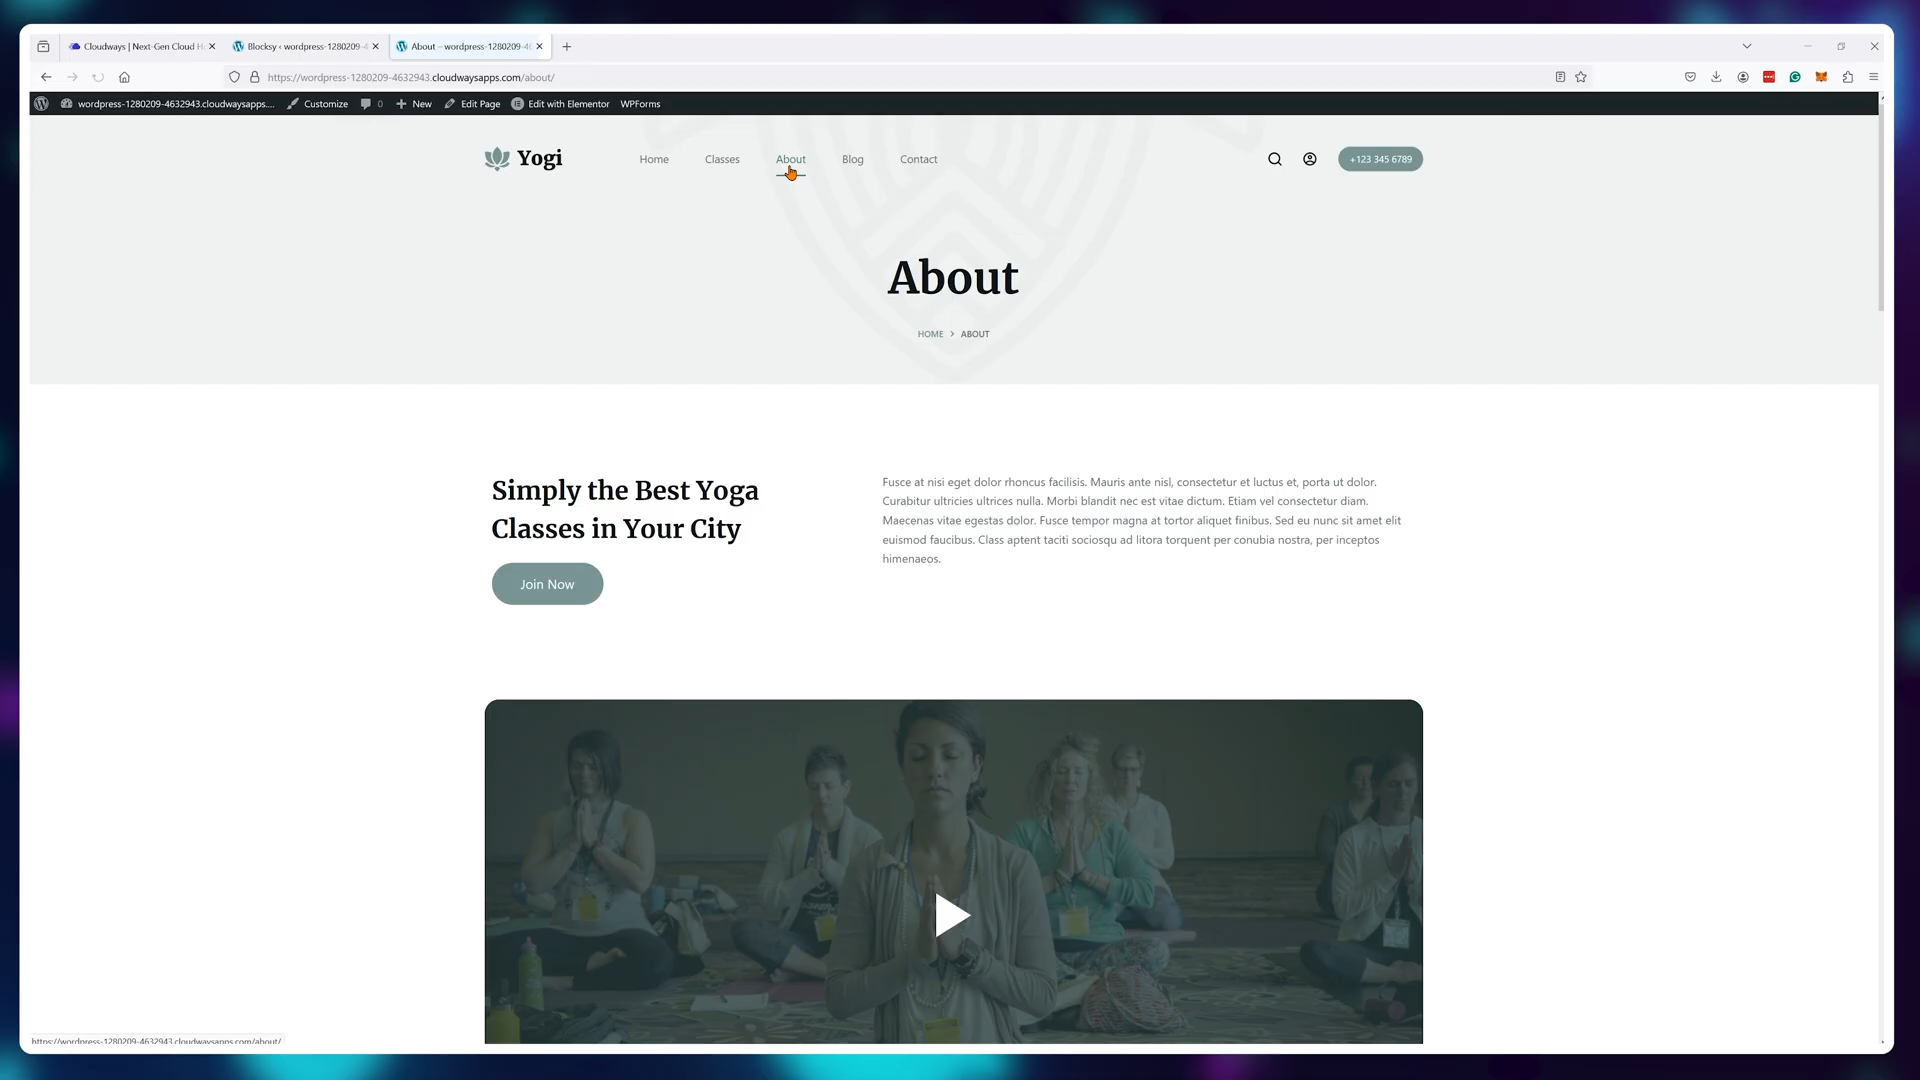 Cloudways | Next-Gen Cloud H
Blocksy ‹ wordpress-1280209-4
About – wordpress-1280209-4
https://wordpress-1280209-4632943.cloudwaysapps.com/about/
wordpress-1280209-4632943.cloudwaysapps.... Customize 0 New Edit Page Edit with Elementor WPForms
Yogi
Home Classes About Blog Contact
+123 345 6789
About
HOME > ABOUT
Simply the Best Yoga
Classes in Your City
Join Now
Fusce at nisi eget dolor rhoncus facilisis. Mauris ante nisl, consectetur et luctus et, porta ut dolor.
Curabitur ultricies ultrices nulla. Morbi blandit nec est vitae dictum. Etiam vel consectetur diam.
Maecenas vitae egestas dolor. Fusce tempor magna at tortor aliquet finibus. Sed eu nunc sit amet elit
euismod faucibus. Class aptent taciti sociosqu ad litora torquent per conubia nostra, per inceptos
himenaeos.
https://wordpress-1280209-4632943.cloudwaysapps.com/about/